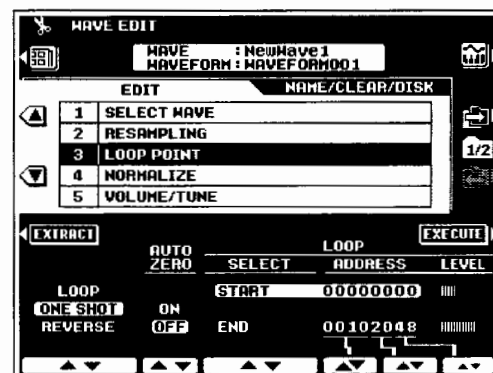 WAVE EDIT
WAVE : NewWave1
WAVEFORM : WAVEFORM001
EDIT NAME/CLEAR/DISK
1 SELECT WAVE
2 RESAMPLING
3 LOOP POINT
4 NORMALIZE
5 VOLUME/TUNE
1/2
EXTRACT EXECUTE
AUTO LOOP
ZERO SELECT ADDRESS LEVEL
LOOP START 00000000
ONE SHOT ON
REVERSE OFF END 00102048